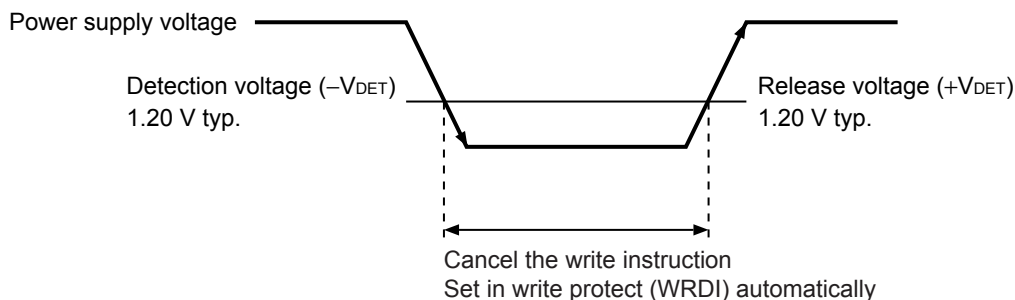 Power supply voltage
Detection voltage (−VDET)
1.20 V typ.
Release voltage (+VDET)
1.20 V typ.
Cancel the write instruction
Set in write protect (WRDI) automatically